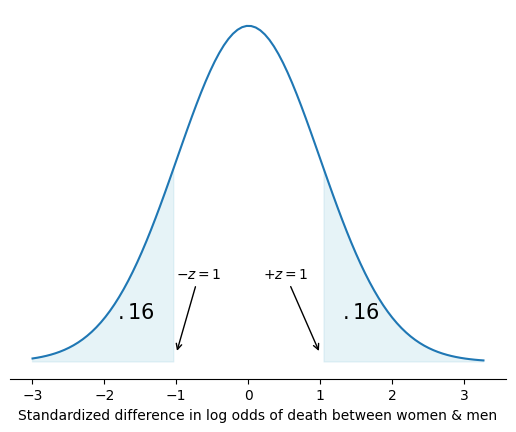 −z = 1
+z = 1
.16
.16
−3 −2 −1 0 1 2 3
Standardized difference in log odds of death between women & men